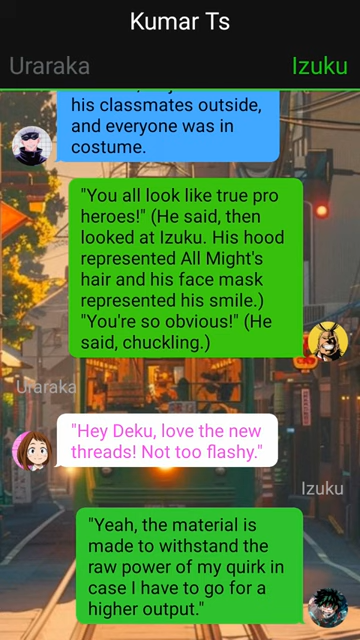 Kumar Ts
Uraraka
Izuku
his classmates outside,
and everyone was in
costume.
"You all look like true pro
heroes!" (He said, then
looked at Izuku. His hood
represented All Might's
hair and his face mask
represented his smile.)
"You're so obvious!" (He
said, chuckling.)
Uraraka
"Hey Deku, love the new
threads! Not too flashy."
Izuku
"Yeah, the material is
made to withstand the
raw power of my quirk in
case I have to go for a
higher output."